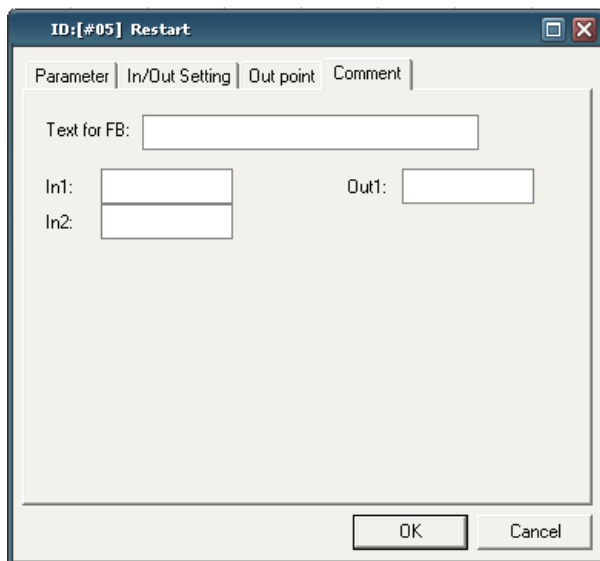 ID:[#05] Restart
Parameter In/Out Setting Out point Comment
Text for FB:
In1: Out1:
In2:
OK Cancel